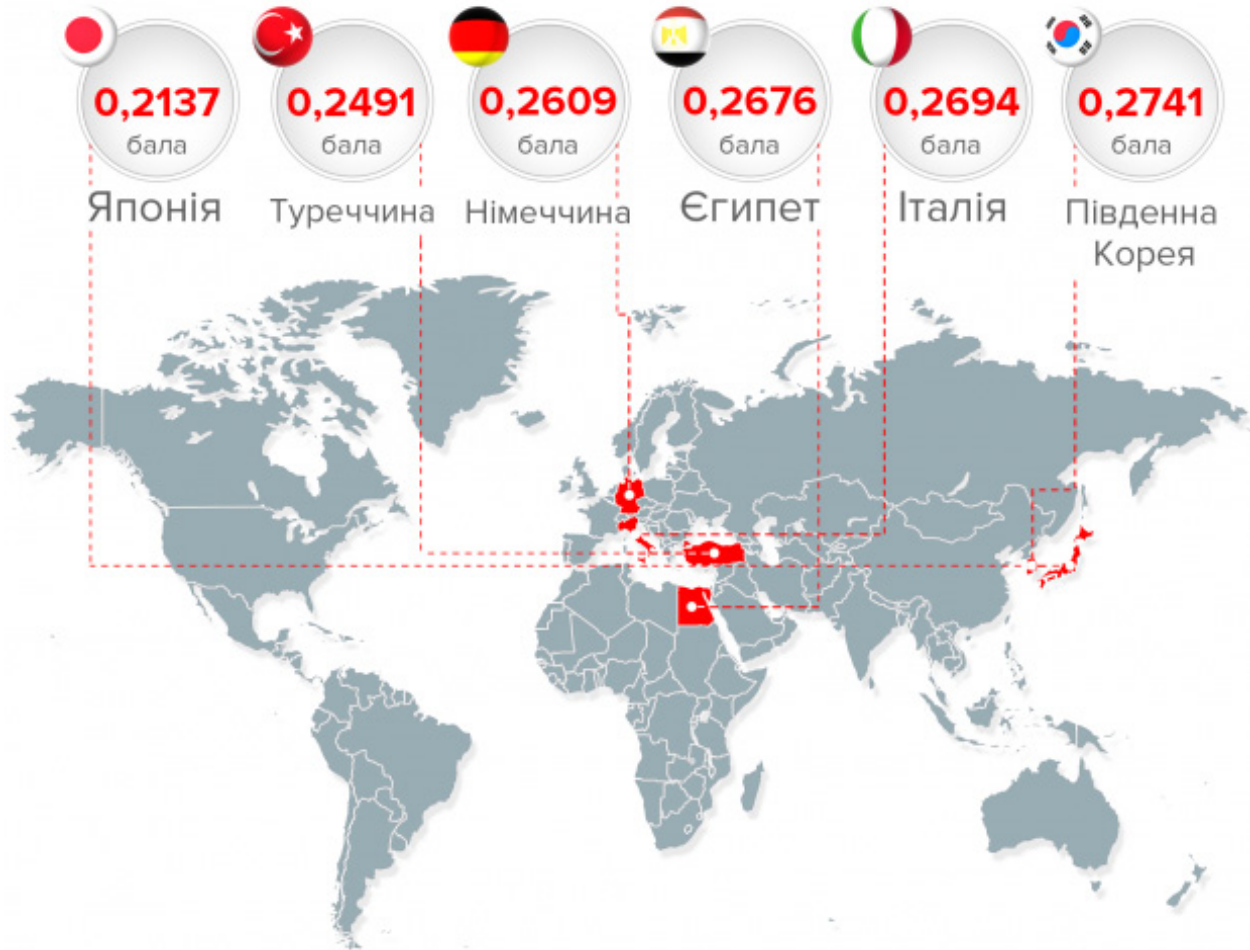 0,2137
бала
Японія
0,2491
бала
Туреччина
0,2609
бала
Німеччина
0,2676
бала
Єгипет
0,2694
бала
Італія
0,2741
бала
Південна
Корея